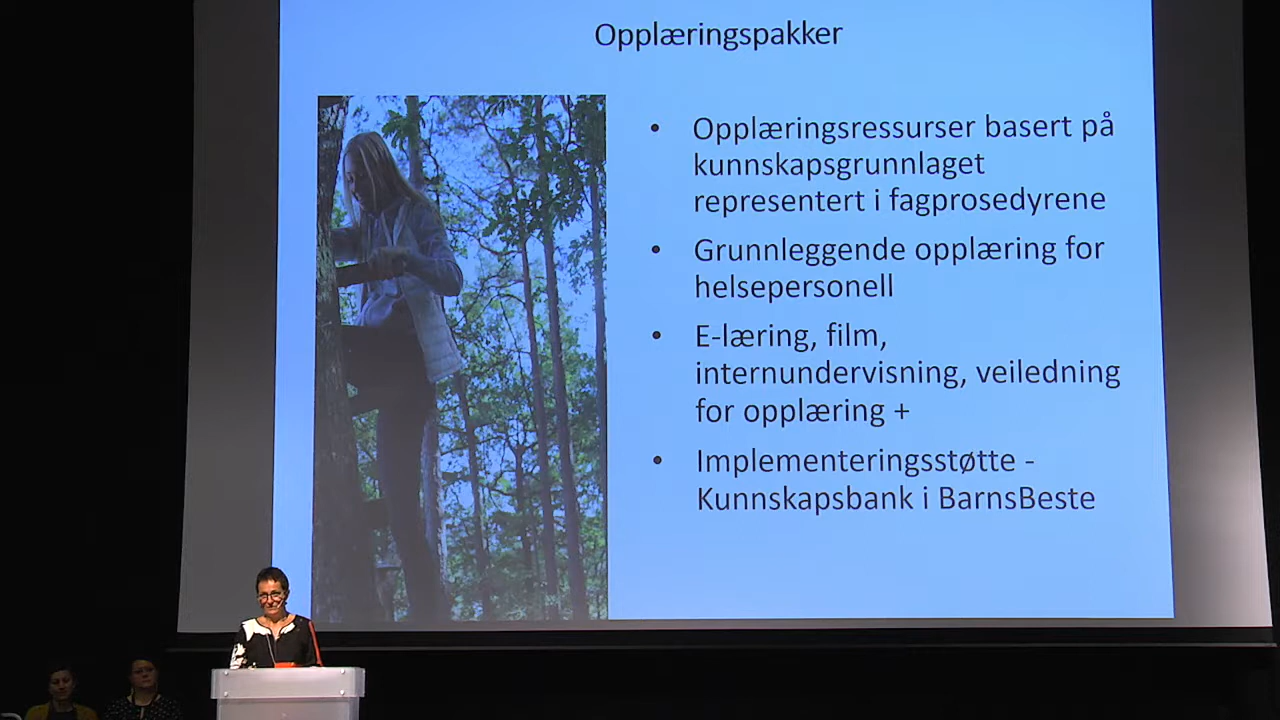 Opplæringspakker
• Opplæringsressurser basert på
kunnskapsgrunnlaget
representert i fagprosedyrene
• Grunnleggende opplæring for
helsepersonell
• E-læring, film,
internundervisning, veiledning
for opplæring +
• Implementeringsstøtte -
Kunnskapsbank i BarnsBeste